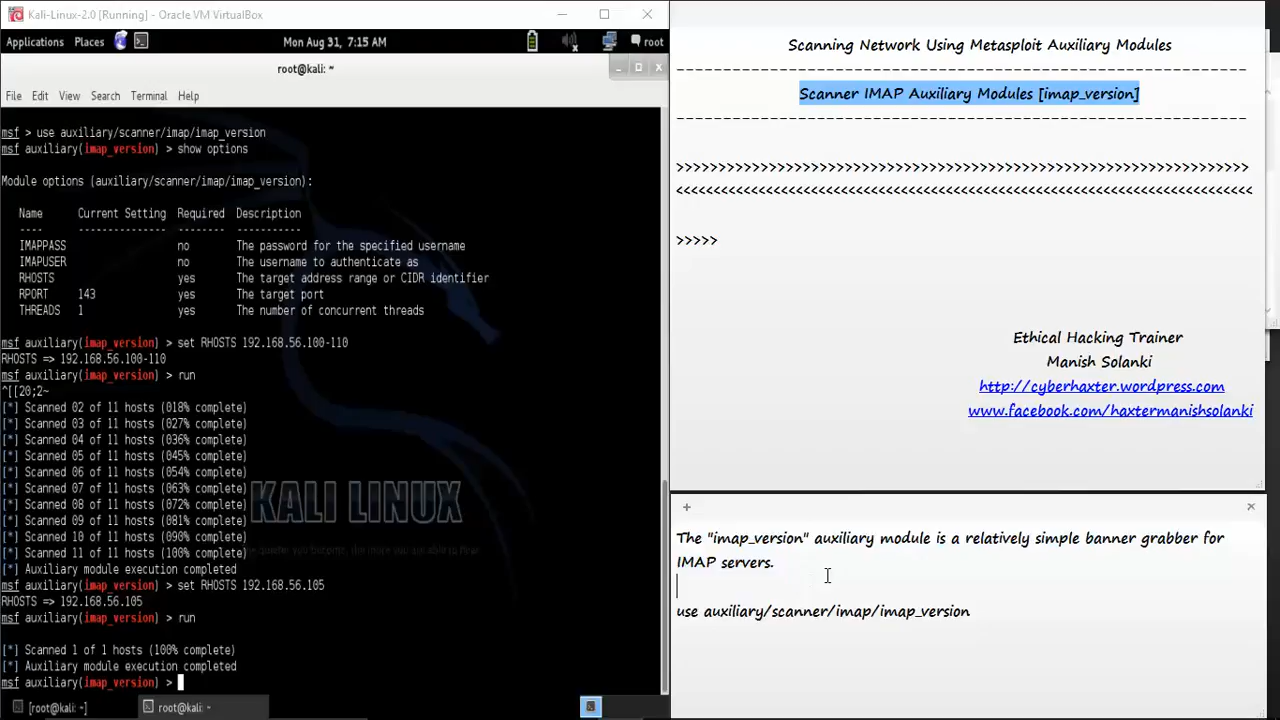 Kali-Linux-2.0 [Running] - Oracle VM VirtualBox
Applications Places Mon Aug 31, 7:15 AM root
root@kali: ~
File Edit View Search Terminal Help
msf > use auxiliary/scanner/imap/imap_version
msf auxiliary(imap_version) > show options
Module options (auxiliary/scanner/imap/imap_version):
Name Current Setting Required Description
---- --------------- -------- -----------
IMAPPASS no The password for the specified username
IMAPUSER no The username to authenticate as
RHOSTS yes The target address range or CIDR identifier
RPORT 143 yes The target port
THREADS 1 yes The number of concurrent threads
msf auxiliary(imap_version) > set RHOSTS 192.168.56.100-110
RHOSTS => 192.168.56.100-110
msf auxiliary(imap_version) > run
^[[20;2~
[*] Scanned 02 of 11 hosts (018% complete)
[*] Scanned 03 of 11 hosts (027% complete)
[*] Scanned 04 of 11 hosts (036% complete)
[*] Scanned 05 of 11 hosts (045% complete)
[*] Scanned 06 of 11 hosts (054% complete)
[*] Scanned 07 of 11 hosts (063% complete)
[*] Scanned 08 of 11 hosts (072% complete)
[*] Scanned 09 of 11 hosts (081% complete)
[*] Scanned 10 of 11 hosts (090% complete)
[*] Scanned 11 of 11 hosts (100% complete)
[*] Auxiliary module execution completed
msf auxiliary(imap_version) > set RHOSTS 192.168.56.105
RHOSTS => 192.168.56.105
msf auxiliary(imap_version) > run
[*] Scanned 1 of 1 hosts (100% complete)
[*] Auxiliary module execution completed
msf auxiliary(imap_version) >
KALI LINUX
[root@kali: ~] root@kali: ~
Scanning Network Using Metasploit Auxiliary Modules
------------------------------------------------------------
Scanner IMAP Auxiliary Modules [imap_version]
------------------------------------------------------------
>>>>>>>>>>>>>>>>>>>>>>>>>>>>>>>>>>>>>>>>>>>>>>>>>>>>>>>>>>>>>>>>>>>>
<<<<<<<<<<<<<<<<<<<<<<<<<<<<<<<<<<<<<<<<<<<<<<<<<<<<<<<<<<<<<<<<<<<<
>>>>>
Ethical Hacking Trainer
Manish Solanki
http://cyberhaxter.wordpress.com
www.facebook.com/haxtermanishsolanki
The "imap_version" auxiliary module is a relatively simple banner grabber for
IMAP servers.
use auxiliary/scanner/imap/imap_version